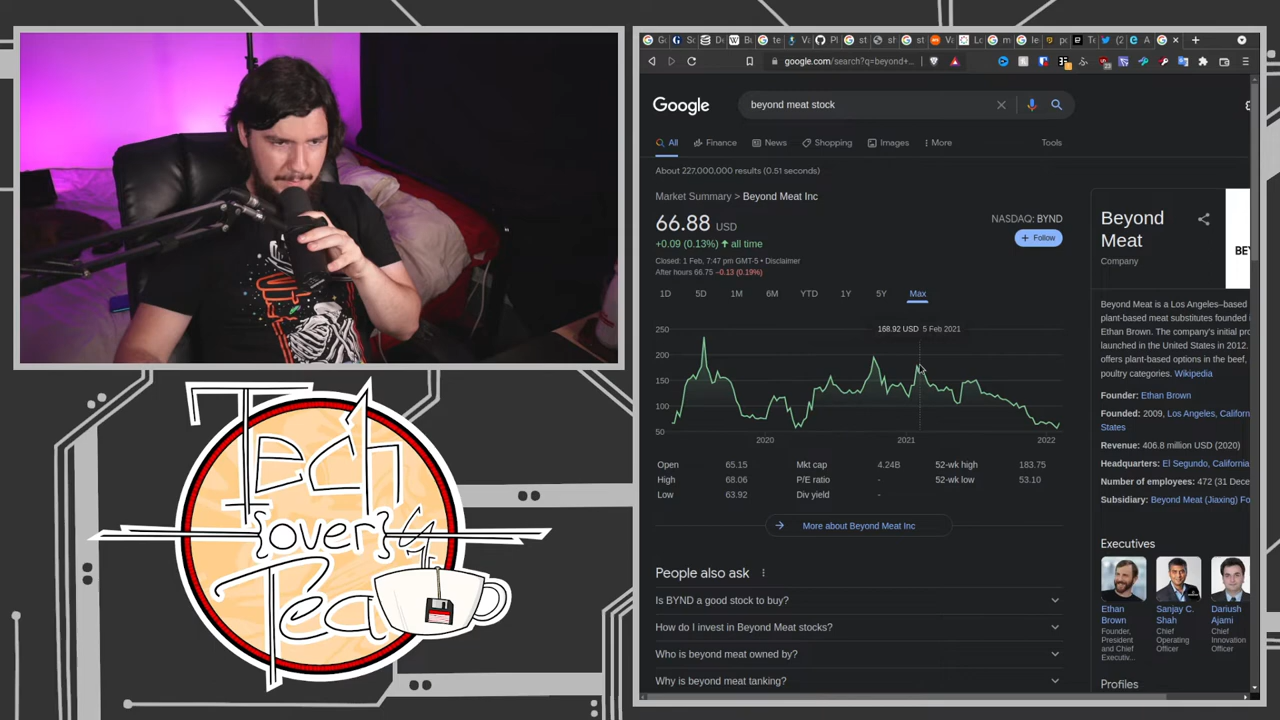 google.com/search?q=beyond+...
Google
beyond meat stock
All
Finance
News
Shopping
Images
More
Tools
About 227,000,000 results (0.51 seconds)
Market Summary > Beyond Meat Inc
66.88 USD
+0.09 (0.13%) ↑ all time
Closed: 1 Feb, 7:47 pm GMT-5 • Disclaimer
After hours 66.75 −0.13 (0.19%)
NASDAQ: BYND
+ Follow
1D 5D 1M 6M YTD 1Y 5Y Max
168.92 USD 5 Feb 2021
250
200
150
100
50
2020 2021 2022
Open 65.15 Mkt cap 4.24B 52-wk high 183.75
High 68.06 P/E ratio - 52-wk low 53.10
Low 63.92 Div yield -
More about Beyond Meat Inc
People also ask
Is BYND a good stock to buy?
How do I invest in Beyond Meat stocks?
Who is beyond meat owned by?
Why is beyond meat tanking?
Beyond
Meat
Company
Beyond Meat is a Los Angeles–based
plant-based meat substitutes founded i
Ethan Brown. The company's initial pro
launched in the United States in 2012.
offers plant-based options in the beef,
poultry categories. Wikipedia
Founder: Ethan Brown
Founded: 2009, Los Angeles, Californ
States
Revenue: 406.8 million USD (2020)
Headquarters: El Segundo, California
Number of employees: 472 (31 Dece
Subsidiary: Beyond Meat (Jiaxing) Fo
Executives
Ethan
Brown
Founder,
President
and Chief
Executiv...
Sanjay C.
Shah
Chief
Operating
Officer
Dariush
Ajami
Chief
Innovation
Officer
Profiles
Tech
{over}
Tea